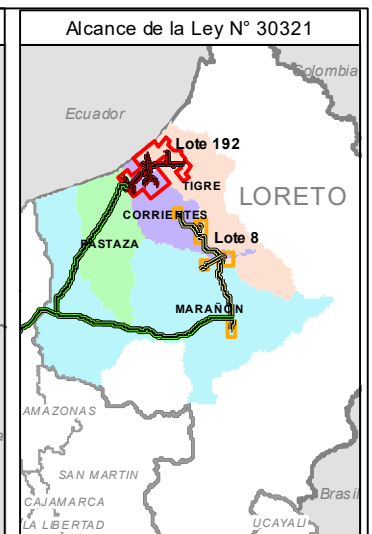 Alcance de la Ley N° 30321
Colombia
Ecuador
Lote 192
TIGRE
LORETO
CORRIENTES
Lote 8
PASTAZA
MARAÑÓN
AMAZONAS
SAN MARTIN
CAJAMARCA
Brasil
LA LIBERTAD
UCAYALI